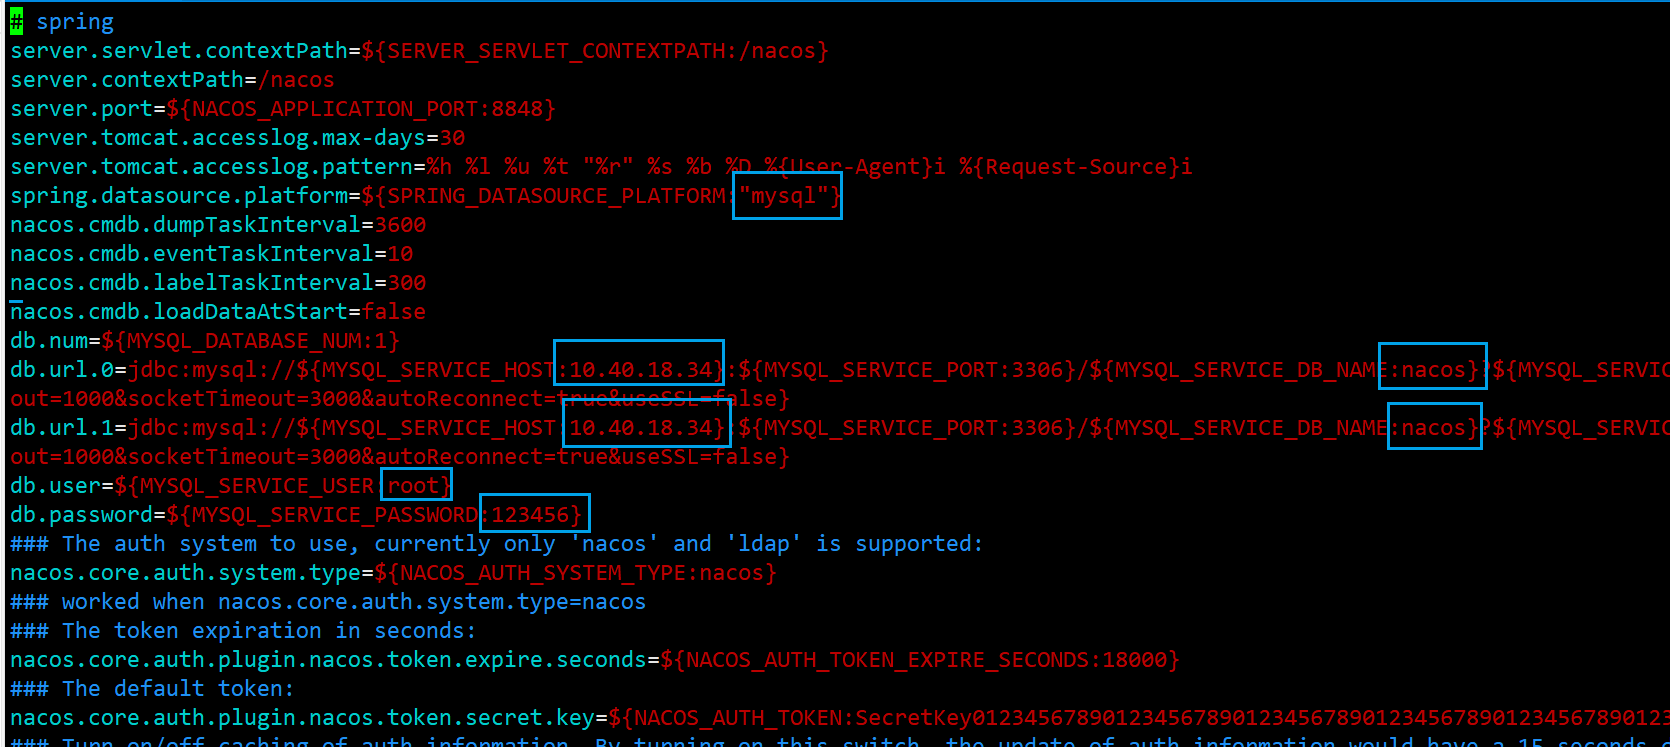 # spring
server.servlet.contextPath=${SERVER_SERVLET_CONTEXTPATH:/nacos}
server.contextPath=/nacos
server.port=${NACOS_APPLICATION_PORT:8848}
server.tomcat.accesslog.max-days=30
server.tomcat.accesslog.pattern=%h %l %u %t "%r" %s %b %D %{User-Agent}i %{Request-Source}i
spring.datasource.platform=${SPRING_DATASOURCE_PLATFORM:"mysql"}
nacos.cmdb.dumpTaskInterval=3600
nacos.cmdb.eventTaskInterval=10
nacos.cmdb.labelTaskInterval=300
nacos.cmdb.loadDataAtStart=false
db.num=${MYSQL_DATABASE_NUM:1}
db.url.0=jdbc:mysql://${MYSQL_SERVICE_HOST:10.40.18.34}:${MYSQL_SERVICE_PORT:3306}/${MYSQL_SERVICE_DB_NAME:nacos}?${MYSQL_SERVIC
out=1000&socketTimeout=3000&autoReconnect=true&useSSL=false}
db.url.1=jdbc:mysql://${MYSQL_SERVICE_HOST:10.40.18.34}:${MYSQL_SERVICE_PORT:3306}/${MYSQL_SERVICE_DB_NAME:nacos}?${MYSQL_SERVIC
out=1000&socketTimeout=3000&autoReconnect=true&useSSL=false}
db.user=${MYSQL_SERVICE_USER:root}
db.password=${MYSQL_SERVICE_PASSWORD:123456}
### The auth system to use, currently only 'nacos' and 'ldap' is supported:
nacos.core.auth.system.type=${NACOS_AUTH_SYSTEM_TYPE:nacos}
### worked when nacos.core.auth.system.type=nacos
### The token expiration in seconds:
nacos.core.auth.plugin.nacos.token.expire.seconds=${NACOS_AUTH_TOKEN_EXPIRE_SECONDS:18000}
### The default token:
nacos.core.auth.plugin.nacos.token.secret.key=${NACOS_AUTH_TOKEN:SecretKey012345678901234567890123456789012345678901234567890123
### Turn on/off caching of auth information. By turning on this switch, the update of auth information would have a 15 seconds